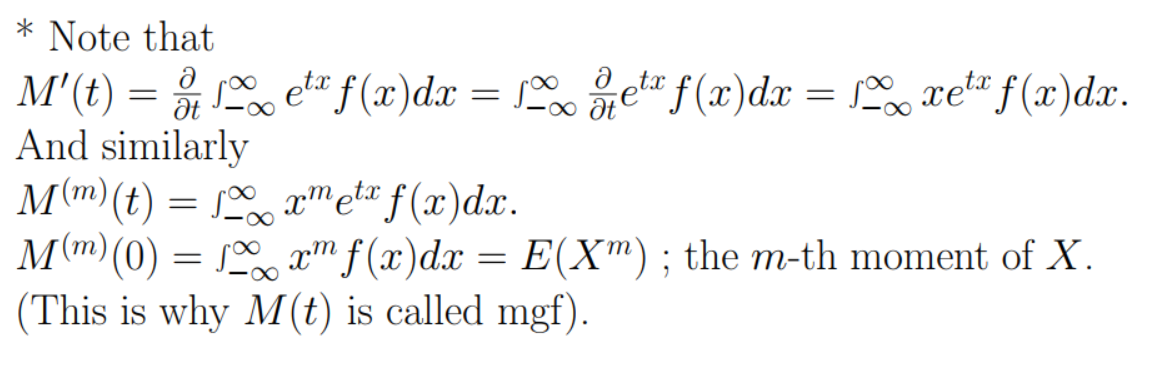 * Note that
M′(t) = ∂/∂t ∫_{−∞}^{∞} e^{tx} f(x)dx = ∫_{−∞}^{∞} ∂/∂t e^{tx} f(x)dx = ∫_{−∞}^{∞} xe^{tx} f(x)dx.
And similarly
M^{(m)}(t) = ∫_{−∞}^{∞} x^m e^{tx} f(x)dx.
M^{(m)}(0) = ∫_{−∞}^{∞} x^m f(x)dx = E(X^m) ; the m-th moment of X.
(This is why M(t) is called mgf).